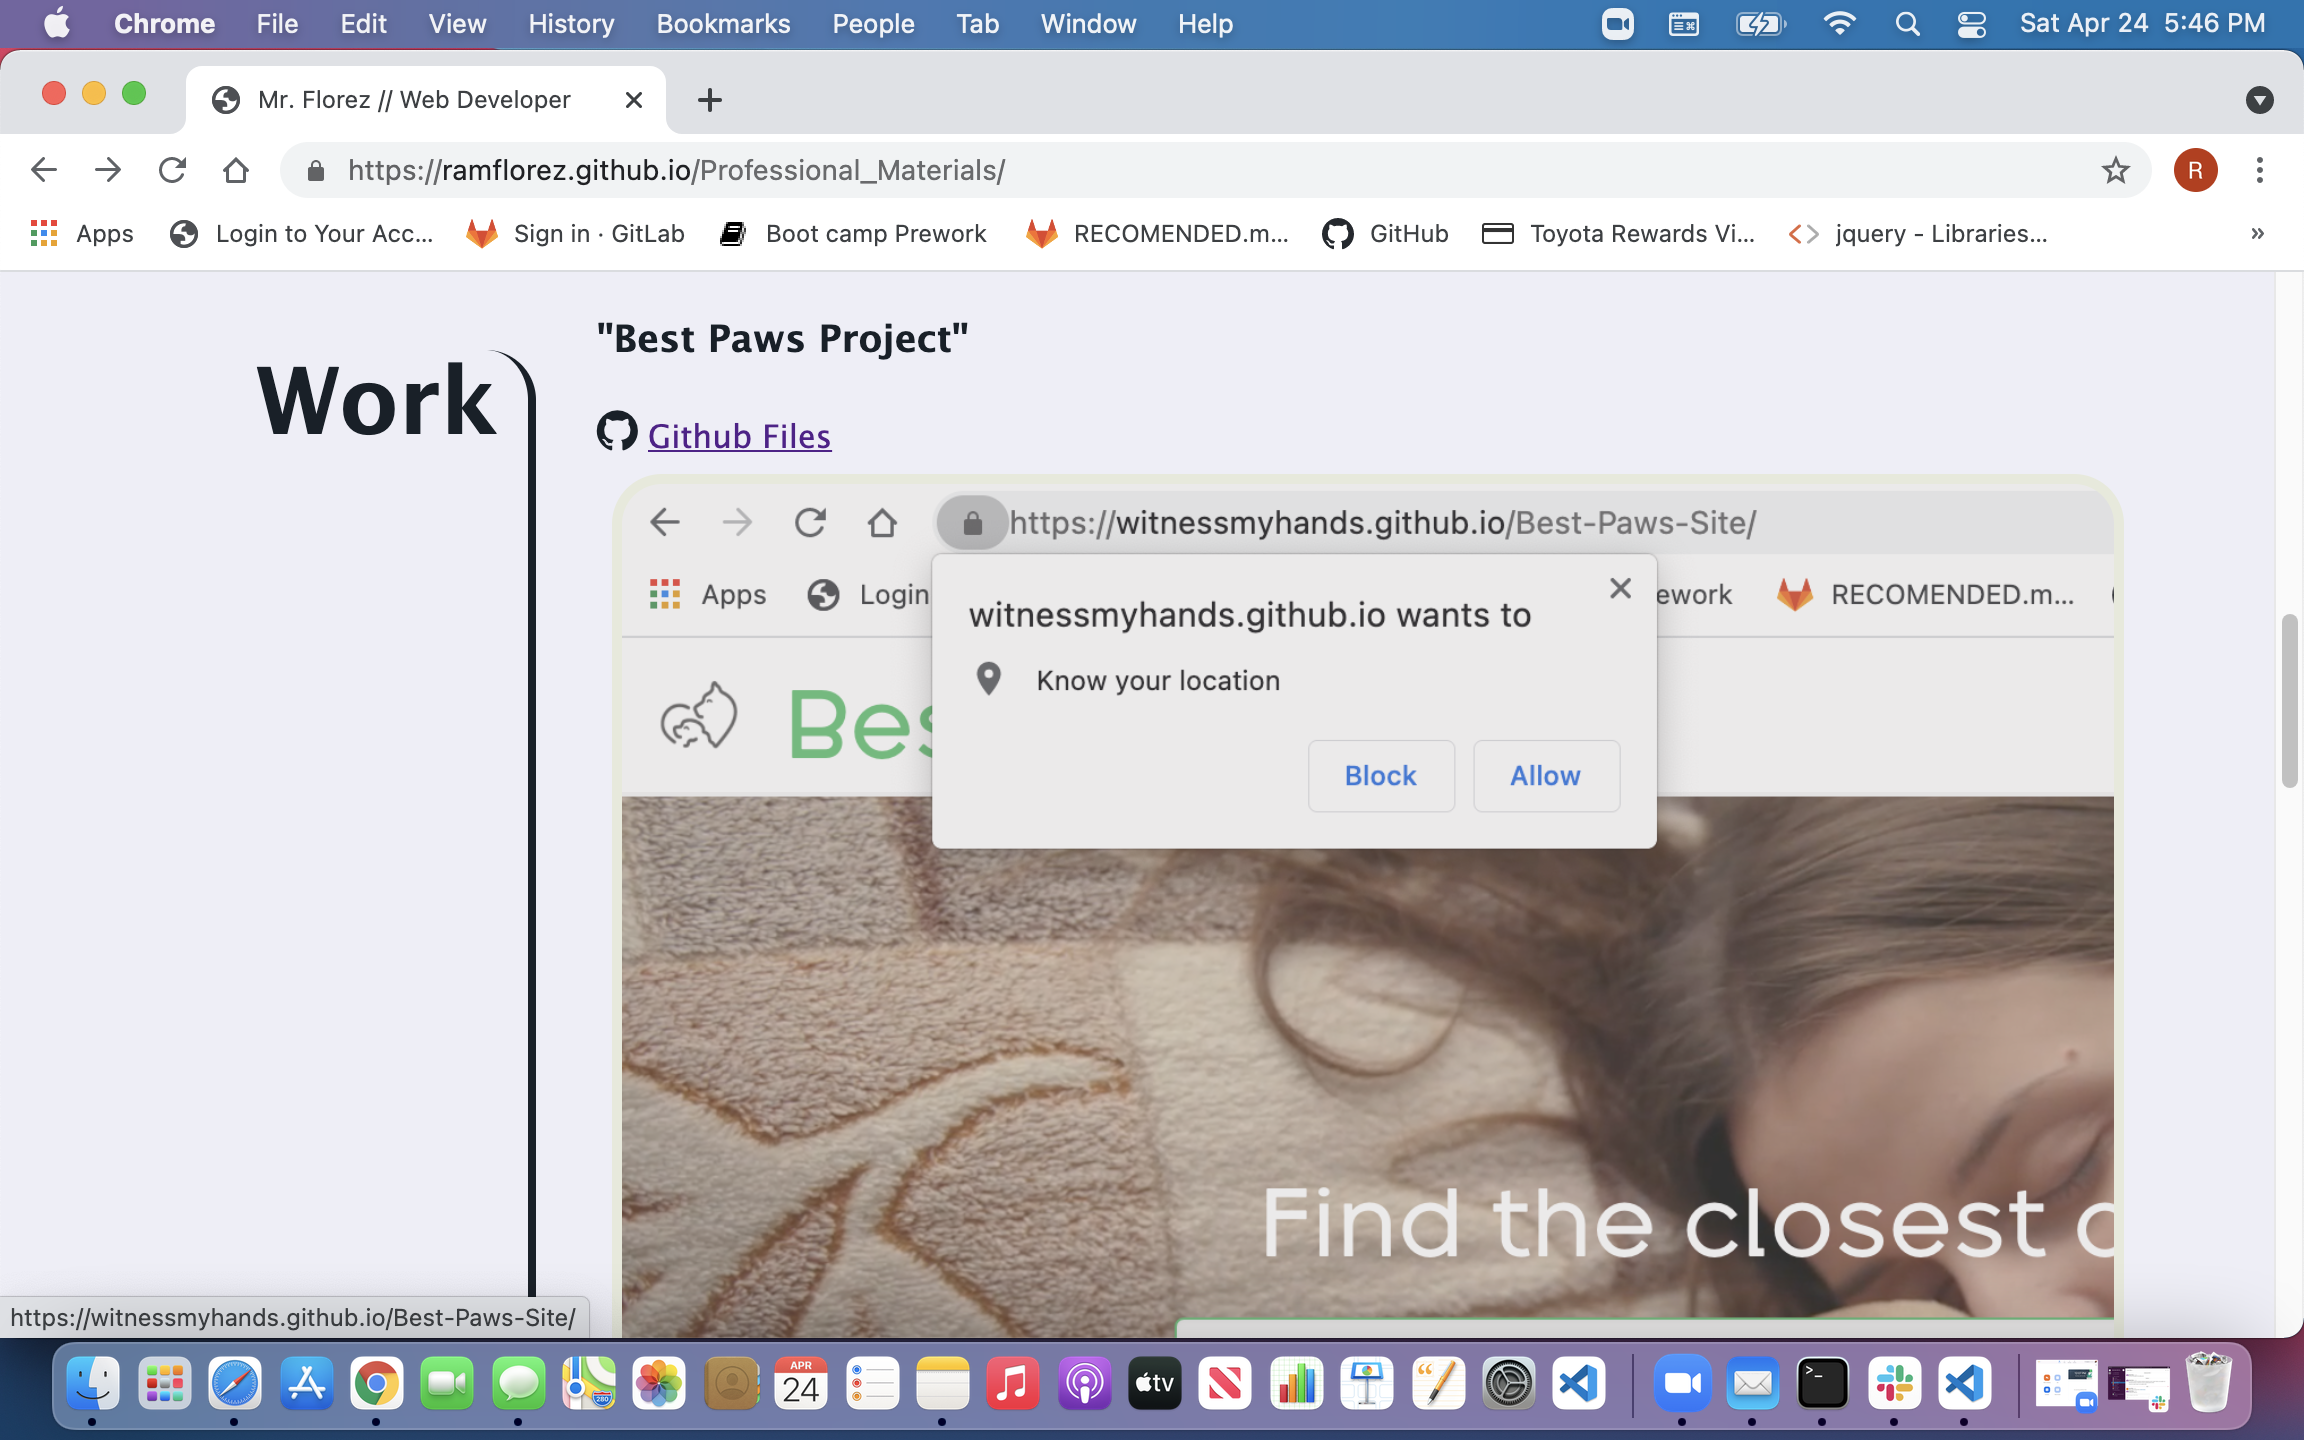 Chrome File Edit View History Bookmarks People Tab Window Help Sat Apr 24 5:46 PM
Mr. Florez // Web Developer
https://ramflorez.github.io/Professional_Materials/ R
Apps Login to Your Acc... Sign in · GitLab Boot camp Prework RECOMENDED.m... GitHub Toyota Rewards Vi... jquery - Libraries... »
"Best Paws Project"
Work
Github Files
https://witnessmyhands.github.io/Best-Paws-Site/
Apps Login ework RECOMENDED.m...
witnessmyhands.github.io wants to
Know your location
Bes
Block Allow
Find the closest
https://witnessmyhands.github.io/Best-Paws-Site/
APR
24
280
tv
>_